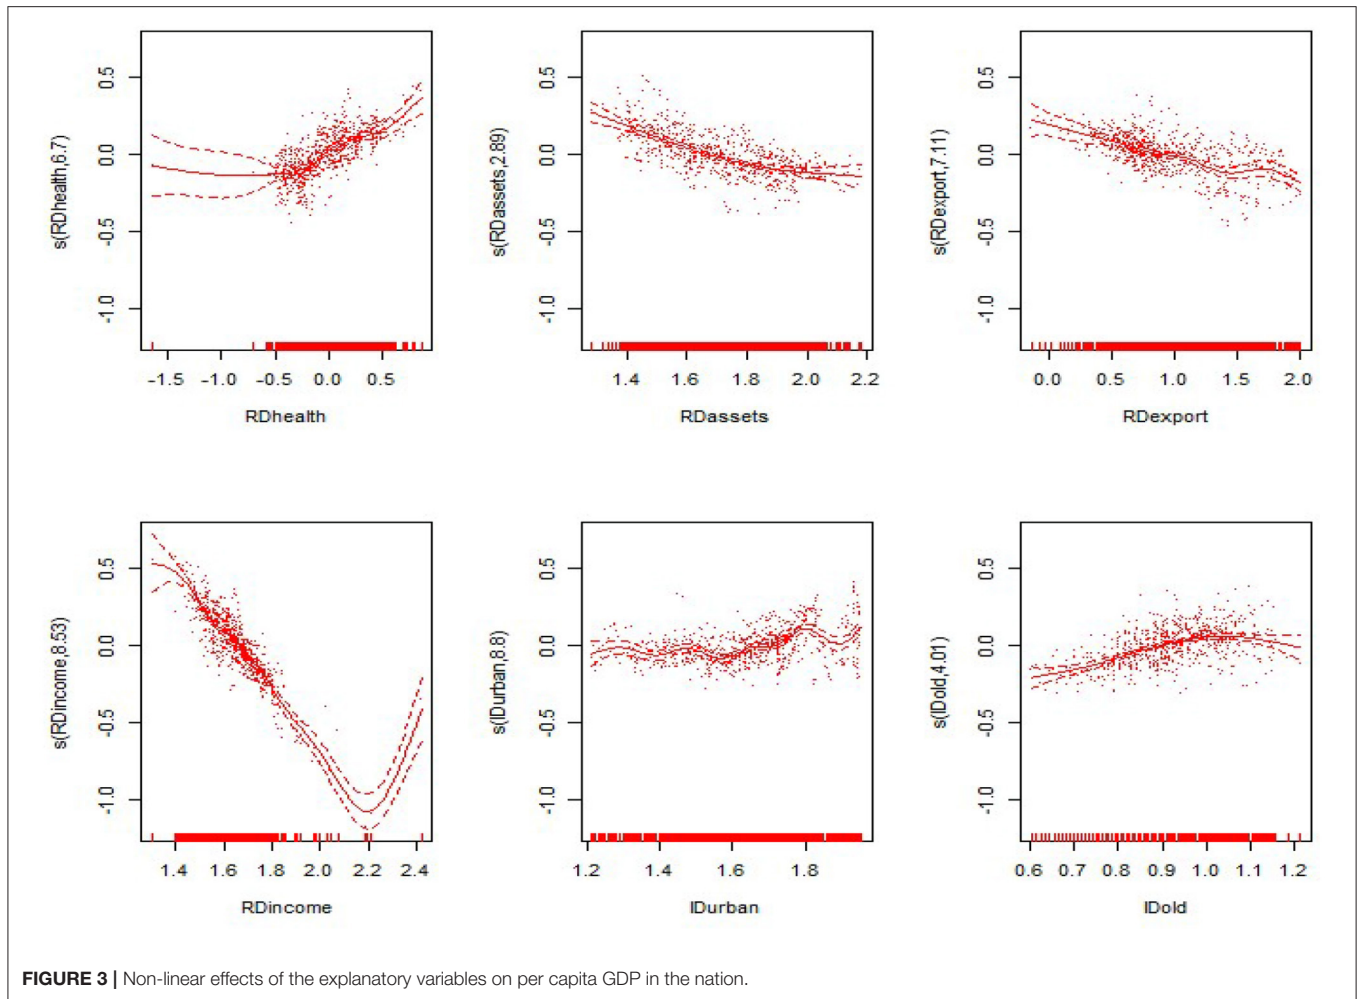 s(RDhealth,6.7)
0.5
0.0
-0.5
-1.0
-1.5 -1.0 -0.5 0.0 0.5
RDhealth
s(RDassets,2.89)
0.5
0.0
-0.5
-1.0
1.4 1.6 1.8 2.0 2.2
RDassets
s(RDexport,7.11)
0.5
0.0
-0.5
-1.0
0.0 0.5 1.0 1.5 2.0
RDexport
s(RDincome,8.53)
0.5
0.0
-0.5
-1.0
1.4 1.6 1.8 2.0 2.2 2.4
RDincome
s(IDurban,8.8)
0.5
0.0
-0.5
-1.0
1.2 1.4 1.6 1.8
IDurban
s(IDold,4.01)
0.5
0.0
-0.5
-1.0
0.6 0.7 0.8 0.9 1.0 1.1 1.2
IDold
FIGURE 3 | Non-linear effects of the explanatory variables on per capita GDP in the nation.